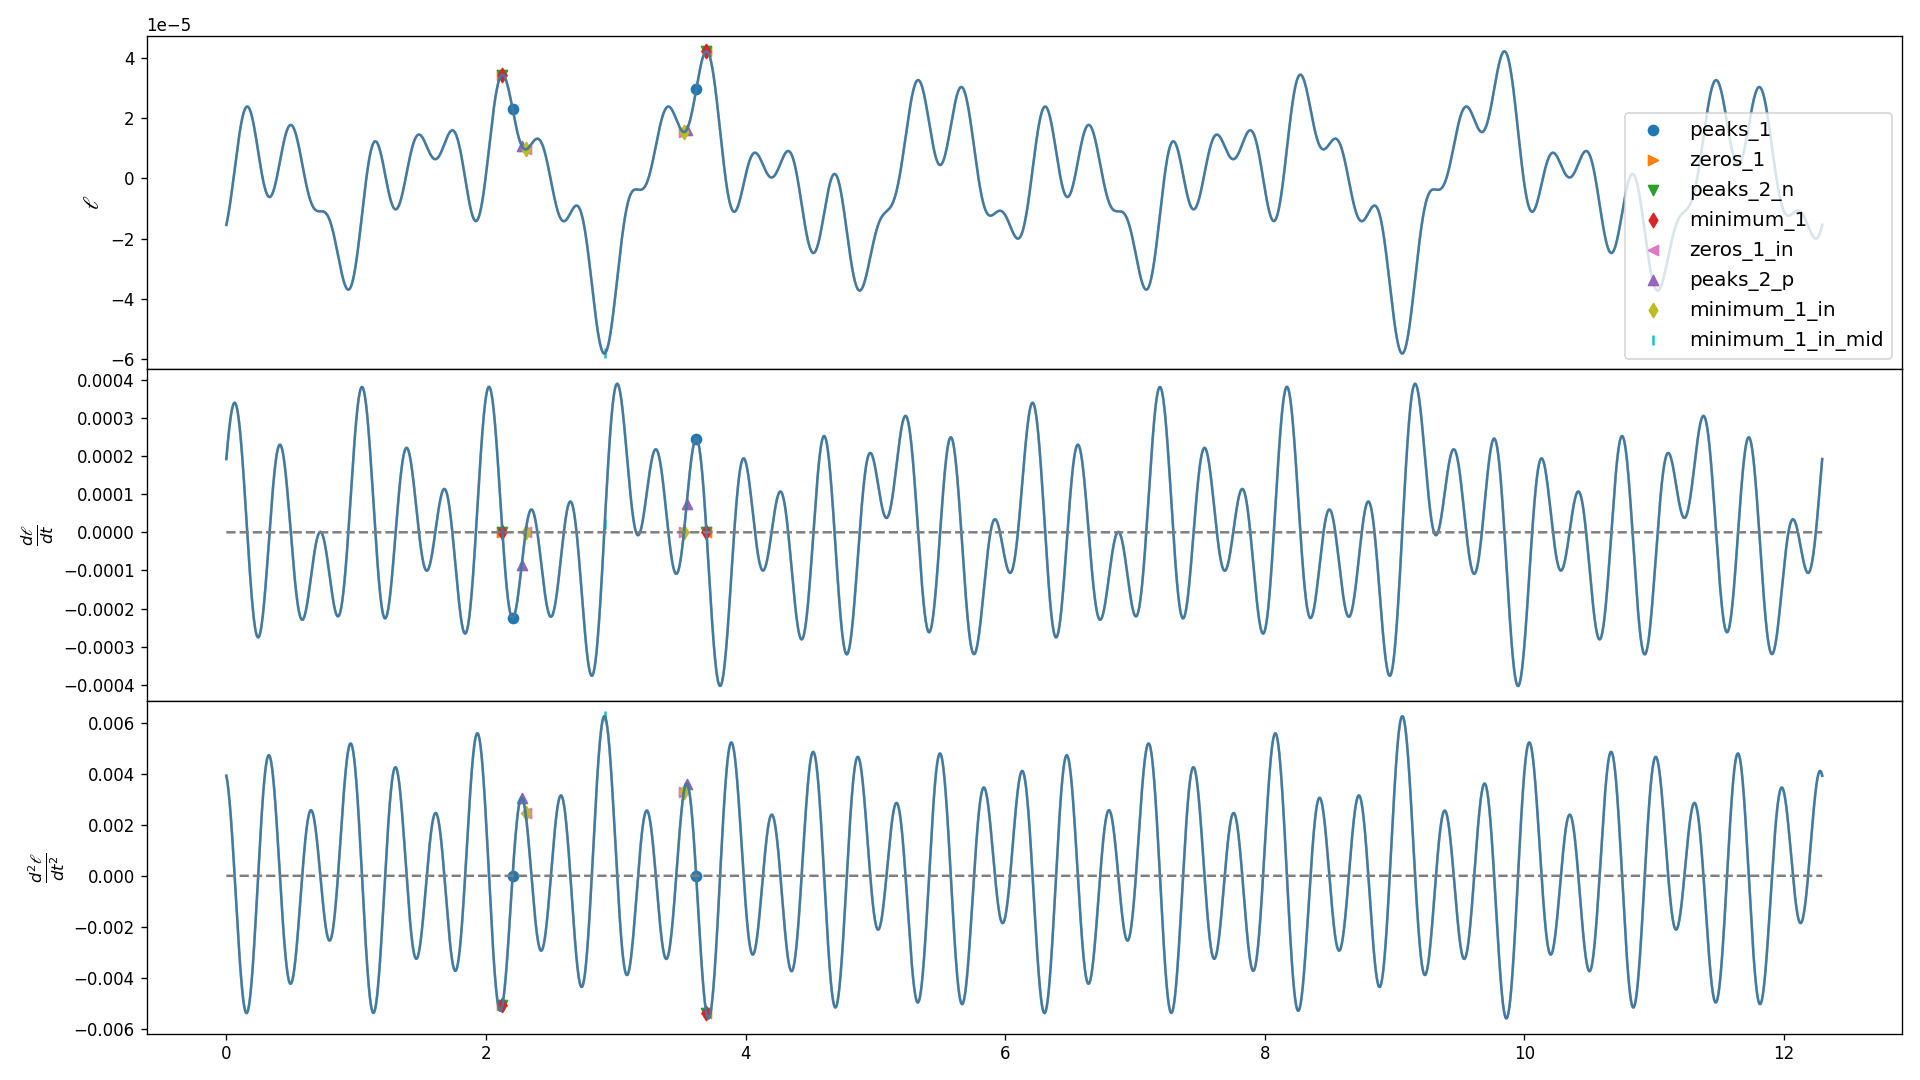 1e−5
4
2
0
−2
−4
−6
ℓ
peaks_1
zeros_1
peaks_2_n
minimum_1
zeros_1_in
peaks_2_p
minimum_1_in
minimum_1_in_mid
0.0004
0.0003
0.0002
0.0001
0.0000
−0.0001
−0.0002
−0.0003
−0.0004
dℓ
dt
0.006
0.004
0.002
0.000
−0.002
−0.004
−0.006
d²ℓ
dt²
0 2 4 6 8 10 12